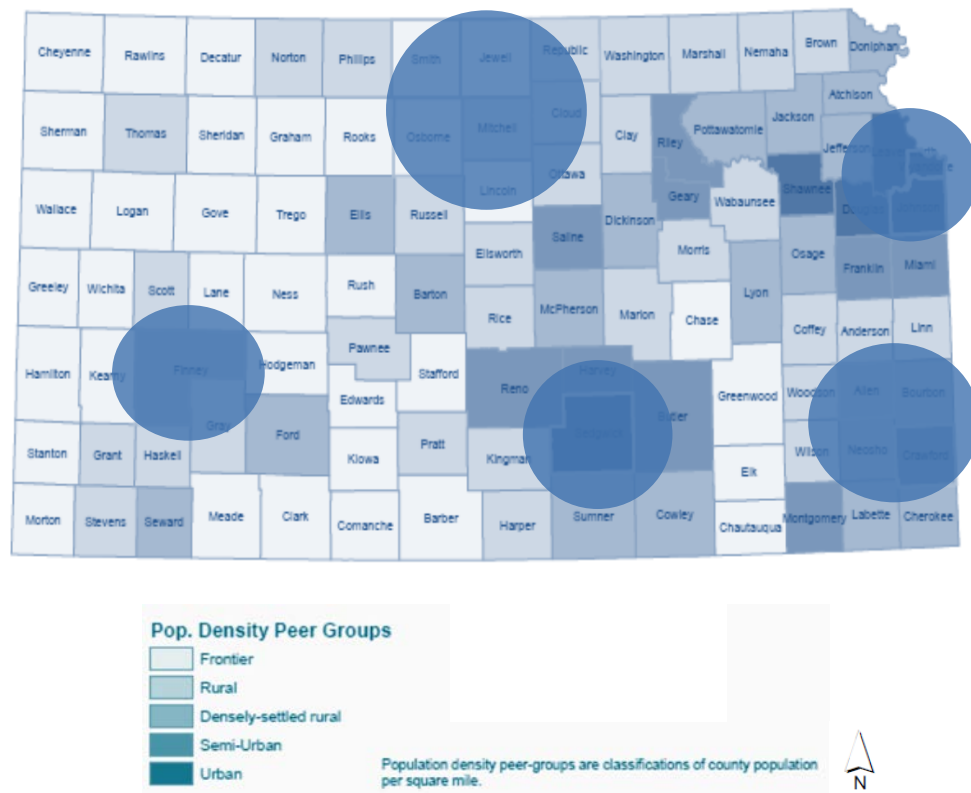 Cheyenne Rawlins Decatur Norton Phillips Smith Jewell Republic Washington Marshall Nemaha Brown Doniphan
Atchison
Sherman Thomas Sheridan Graham Rooks Osborne Mitchell Cloud Clay Riley Pottawatomie Jackson Jefferson
Wallace Logan Gove Trego Ellis Russell Lincoln Ottawa Dickinson Geary Wabaunsee Shawnee Douglas
Saline Ellsworth Morris Osage Franklin Miami
Greeley Wichita Scott Lane Ness Rush Barton Rice McPherson Marion Chase Lyon Coffey Anderson Linn
Hamilton Kearny Finney Hodgeman Pawnee Stafford Reno Harvey Butler Greenwood Woodson Allen Bourbon
Edwards
Gray Ford
Stanton Grant Haskell Kiowa Pratt Kingman Elk Wilson Neosho Crawford
Morton Stevens Seward Meade Clark Comanche Barber Harper Sumner Cowley Chautauqua Montgomery Labette Cherokee
Pop. Density Peer Groups
Frontier
Rural
Densely-settled rural
Semi-Urban
Urban
Population density peer-groups are classifications of county population
per square mile.
N